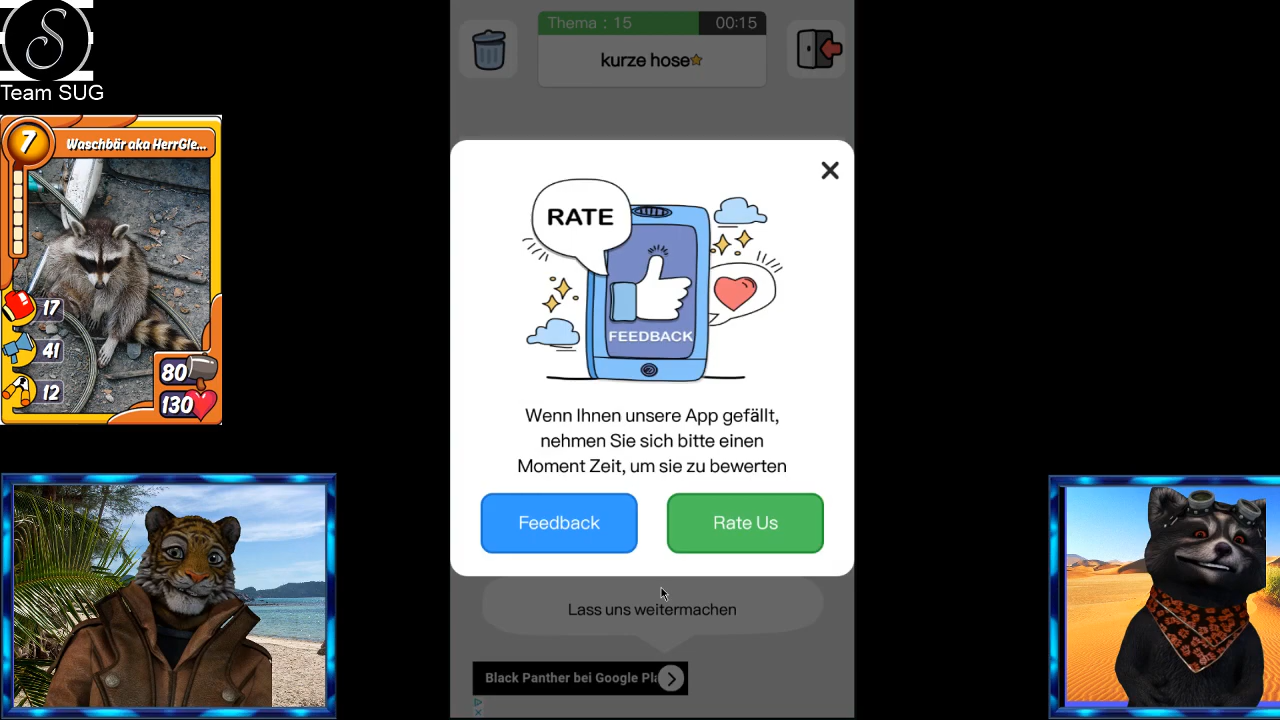 Team SUG
7
Waschbär aka HerrGle...
17
41
12
80
130
Thema : 15
00:15
kurze hose
RATE
FEEDBACK
Wenn Ihnen unsere App gefällt,
nehmen Sie sich bitte einen
Moment Zeit, um sie zu bewerten
Feedback
Rate Us
Lass uns weitermachen
Black Panther bei Google Pla